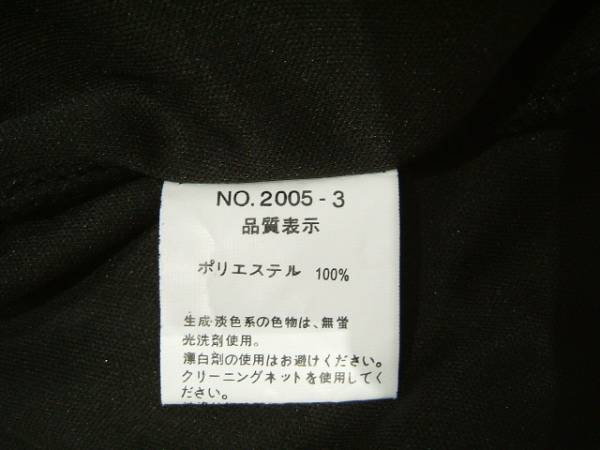 NO. 2005 - 3
品質表示
ポリエステル 100%
生成・淡色系の色物は、無蛍
光洗剤使用。
漂白剤の使用はお避けください。
クリーニングネットを使用してく
ださい。